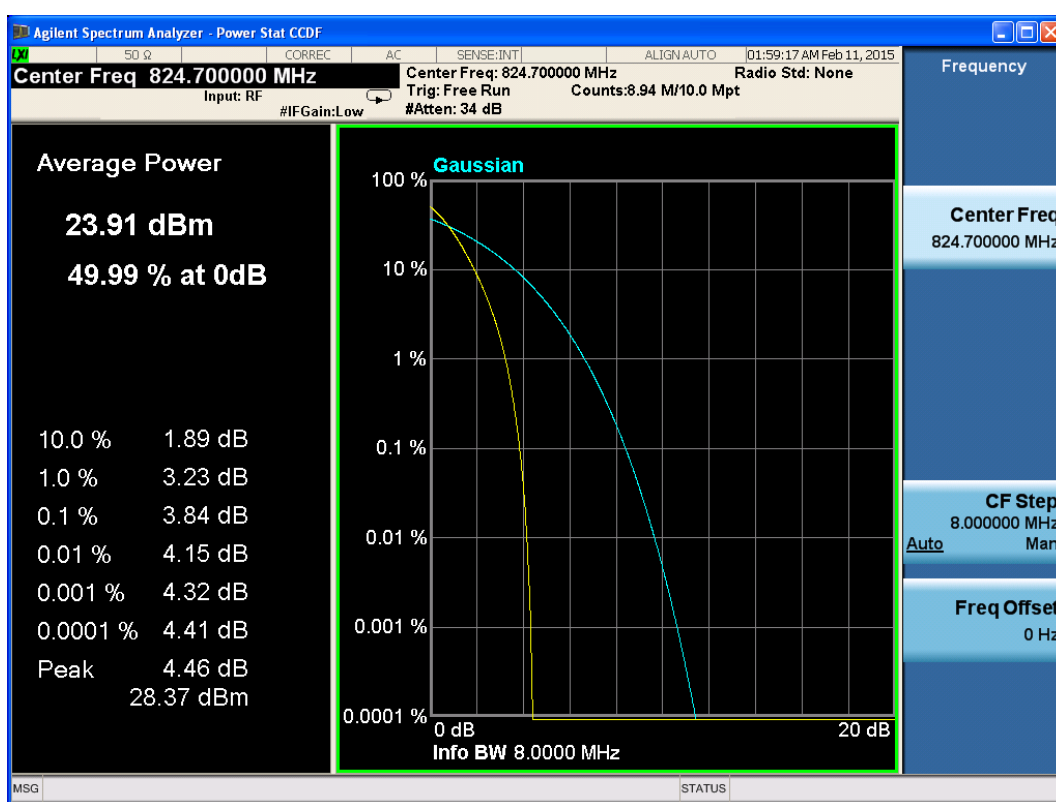 Agilent Spectrum Analyzer - Power Stat CCDF
LXI 50 Ω CORREC AC SENSE:INT ALIGN AUTO 01:59:17 AM Feb 11, 2015
Center Freq 824.700000 MHz
Input: RF
#IFGain:Low
Center Freq: 824.700000 MHz Radio Std: None
Trig: Free Run Counts:8.94 M/10.0 Mpt
#Atten: 34 dB
Average Power
23.91 dBm
49.99 % at 0dB
10.0 % 1.89 dB
1.0 % 3.23 dB
0.1 % 3.84 dB
0.01 % 4.15 dB
0.001 % 4.32 dB
0.0001 % 4.41 dB
Peak 4.46 dB
28.37 dBm
Gaussian
100 %
10 %
1 %
0.1 %
0.01 %
0.001 %
0.0001 %
0 dB 20 dB
Info BW 8.0000 MHz
Frequency
Center Freq
824.700000 MHz
CF Step
8.000000 MHz
Auto Man
Freq Offset
0 Hz
MSG STATUS